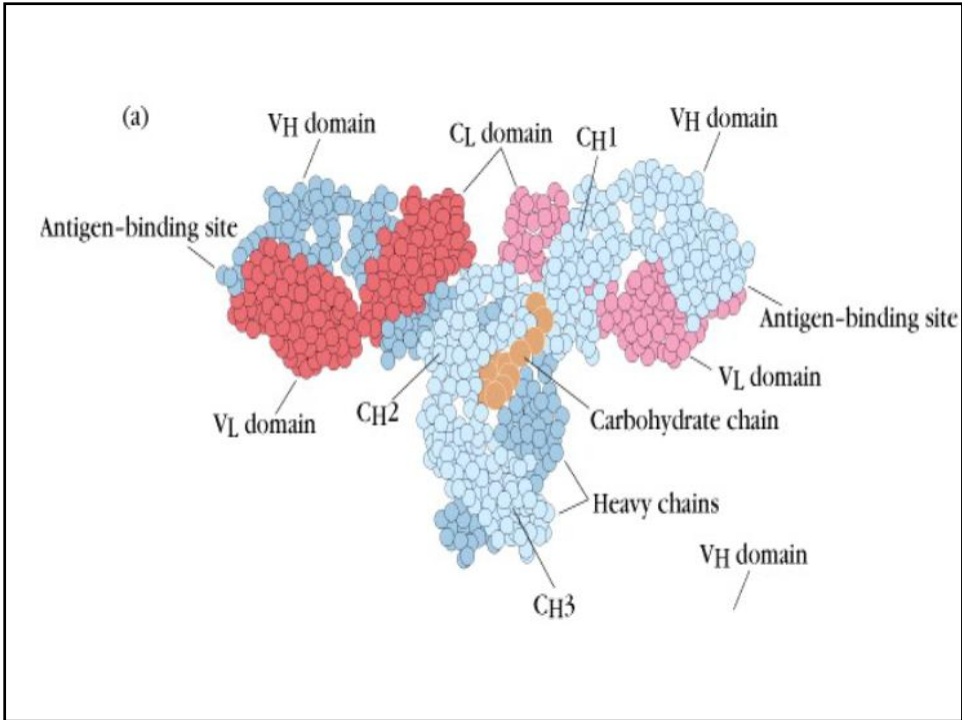 (a)
VH domain
CL domain
CH1
VH domain
Antigen-binding site
Antigen-binding site
VL domain
VL domain
CH2
Carbohydrate chain
Heavy chains
VH domain
CH3